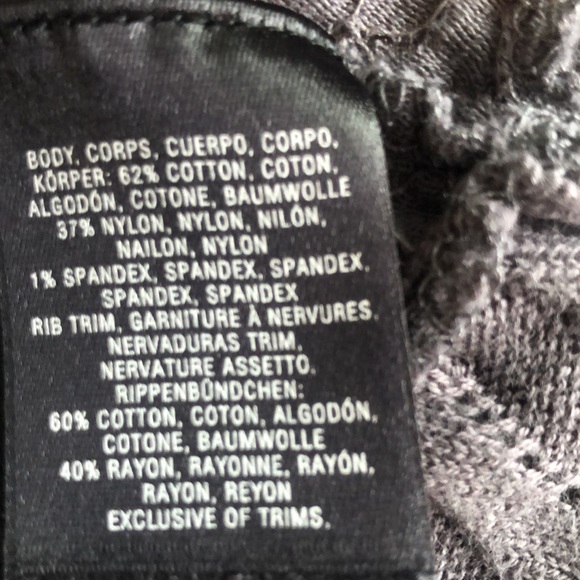 BODY, CORPS, CUERPO, CORPO,
KÖRPER: 62% COTTON, COTON,
ALGODÓN, COTONE, BAUMWOLLE
37% NYLON, NYLON, NILÓN,
NAILON, NYLON
1% SPANDEX, SPANDEX, SPANDEX,
SPANDEX, SPANDEX
RIB TRIM, GARNITURE À NERVURES,
NERVADURAS TRIM,
NERVATURE ASSETTO,
RIPPENBÜNDCHEN:
60% COTTON, COTON, ALGODÓN,
COTONE, BAUMWOLLE
40% RAYON, RAYONNE, RAYÓN,
RAYON, REYON
EXCLUSIVE OF TRIMS.